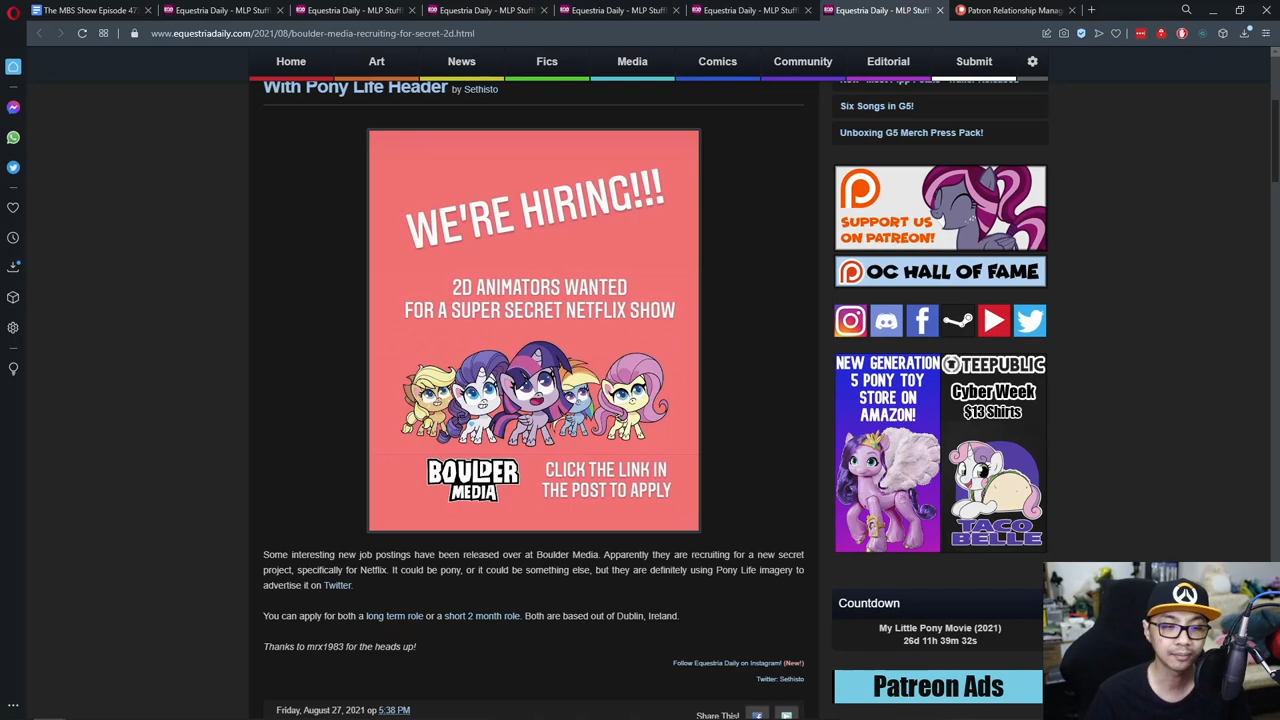 The MBS Show Episode 47
Equestria Daily - MLP Stuff!
Equestria Daily - MLP Stuff!
Equestria Daily - MLP Stuff!
Equestria Daily - MLP Stuff!
Equestria Daily - MLP Stuff!
Equestria Daily - MLP Stuff!
Patron Relationship Manag
www.equestriadaily.com/2021/08/boulder-media-recruiting-for-secret-2d.html
Home
Art
News
Fics
Media
Comics
Community
Editorial
Submit
With Pony Life Header by Sethisto
WE'RE HIRING!!!
2D ANIMATORS WANTED
FOR A SUPER SECRET NETFLIX SHOW
BOULDER
MEDIA
CLICK THE LINK IN
THE POST TO APPLY
Some interesting new job postings have been released over at Boulder Media. Apparently they are recruiting for a new secret
project, specifically for Netflix. It could be pony, or it could be something else, but they are definitely using Pony Life imagery to
advertise it on Twitter.
You can apply for both a long term role or a short 2 month role. Both are based out of Dublin, Ireland.
Thanks to mrx1983 for the heads up!
Follow Equestria Daily on Instagram! (New!)
Twitter: Sethisto
Friday, August 27, 2021 op 5:38 PM
Share This!
Six Songs in G5!
Unboxing G5 Merch Press Pack!
SUPPORT US
ON PATREON!
OC HALL OF FAME
NEW GENERATION
5 PONY TOY
STORE ON
AMAZON!
TEEPUBLIC
Cyber Week
$13 Shirts
TACO
BELLE
Countdown
My Little Pony Movie (2021)
26d 11h 39m 32s
Patreon Ads